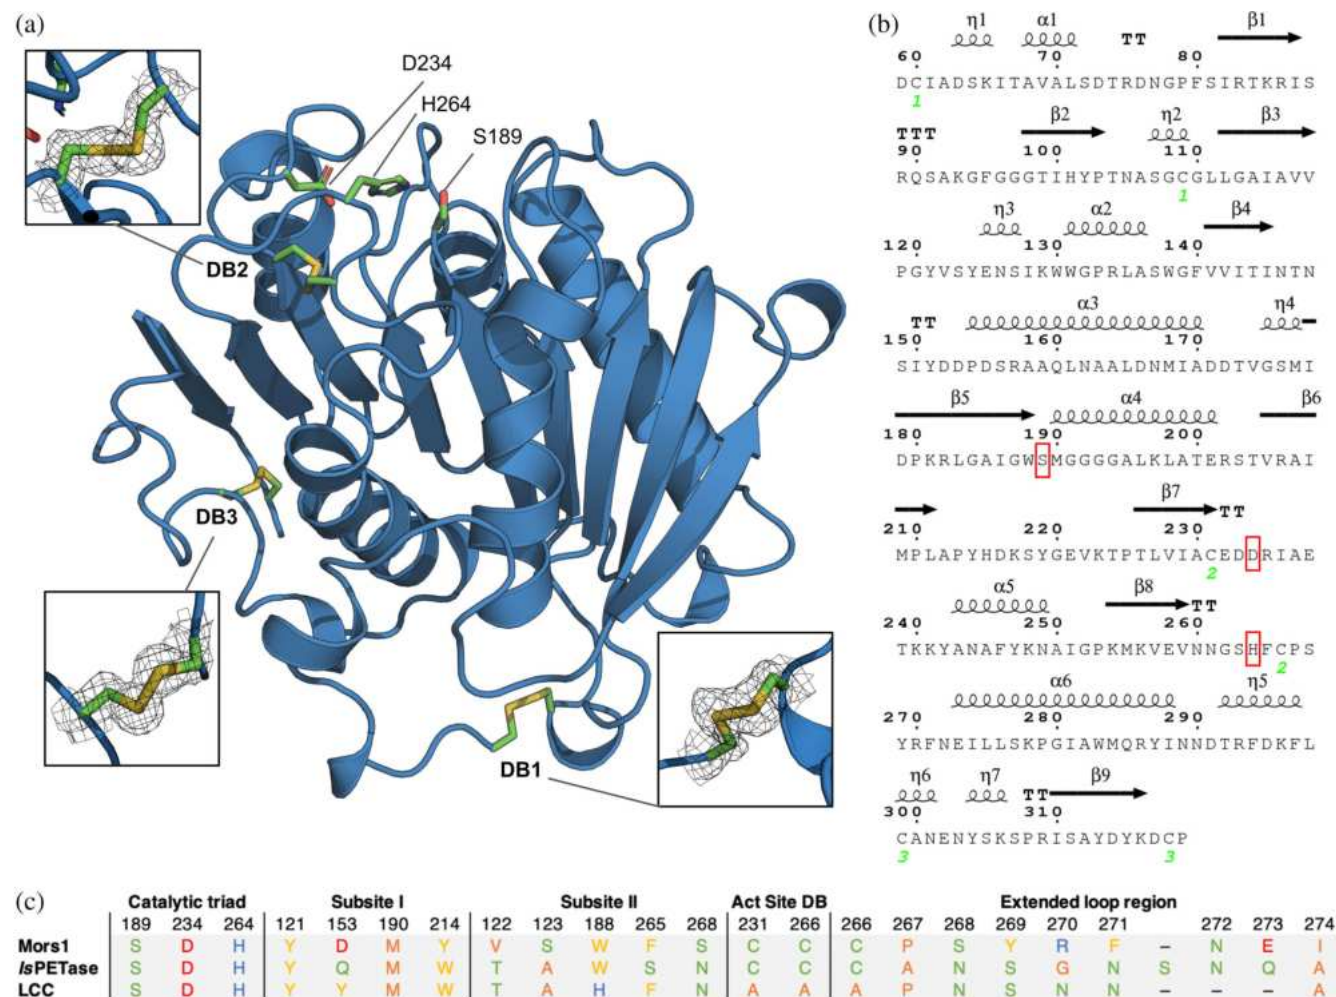 (a)
D234
H264
S189
DB2
DB3
DB1
(b)
η1 α1 TT β1
60 70 80
DCIADSKITAVALSDTRDNGPFSIRTKRIS
1
TTT β2 η2 β3
90 100 110
RQSAKGFGGGTIHYPTNASGCGLLGAIAVV
1
η3 α2 β4
120 130 140
PGYVSYENSIKWWGPRLASWGFVVITINTN
TT α3 η4
150 160 170
SIYDDPDSRAAQLNAALDNMIADDTVGSMI
β5 α4 β6
180 190 200
DPKRLGAIGWSMGGGGALKLATERSTVRAI
β7 TT
210 220 230
MPLAPYHDKSYGEVKTPTLVIACEDDRIAE
2
α5 β8 TT
240 250 260
TKKYANAFYKNAIGPKMKVEVNNGSHFCPS
2
α6 η5
270 280 290
YRFNEILLSKPGIAWMQRYINNDTRFDKFL
η6 η7 TT β9
300 310
CANENYSKSPRISAYDYKDCP
3 3
(c)
Catalytic triad Subsite I Subsite II Act Site DB Extended loop region
189 234 264 121 153 190 214 122 123 188 265 268 231 266 266 267 268 269 270 271 272 273 274
Mors1 S D H Y D M Y V S W F S C C C P S Y R F – N E I
IsPETase S D H Y Q M W T A W S N C C C A N S G N S N Q A
LCC S D H Y Y M W T A H F N A A A P N S N N – – – A